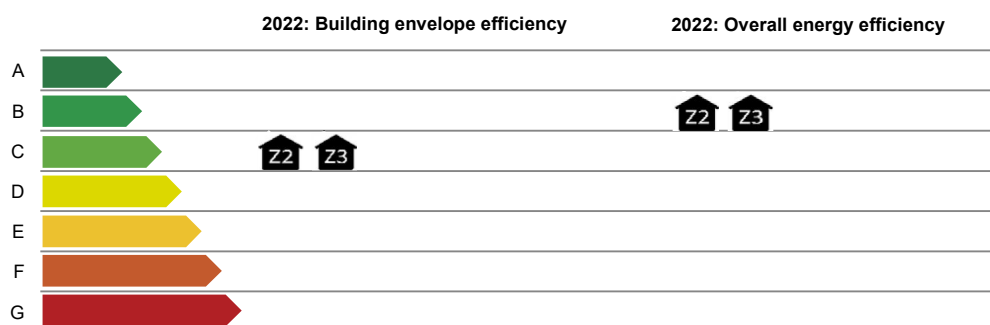 2022: Building envelope efficiency 2022: Overall energy efficiency
A
B Z2 Z3
C Z2 Z3
D
E
F
G